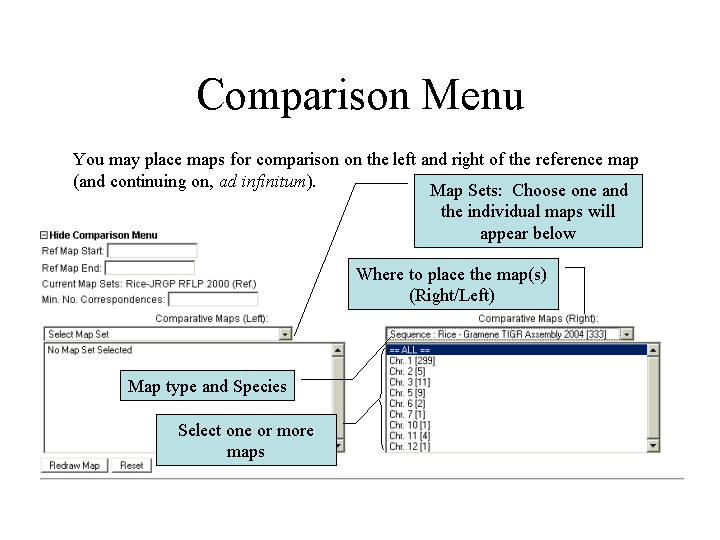 Comparison Menu
You may place maps for comparison on the left and right of the reference map
(and continuing on, ad infinitum).
Map Sets: Choose one and
the individual maps will
appear below
Hide Comparison Menu
Ref Map Start:
Ref Map End:
Current Map Sets: Rice-JRGP RFLP 2000 (Ref.)
Min. No. Correspondences:
Where to place the map(s)
(Right/Left)
Comparative Maps (Left):
Select Map Set
No Map Set Selected
Comparative Maps (Right):
Sequence : Rice - Gramene TIGR Assembly 2004 [333]
== ALL ==
Chr. 1 [299]
Chr. 2 [5]
Chr. 3 [11]
Chr. 5 [9]
Chr. 6 [2]
Chr. 7 [1]
Chr. 10 [1]
Chr. 11 [4]
Chr. 12 [1]
Map type and Species
Select one or more
maps
Redraw Map
Reset